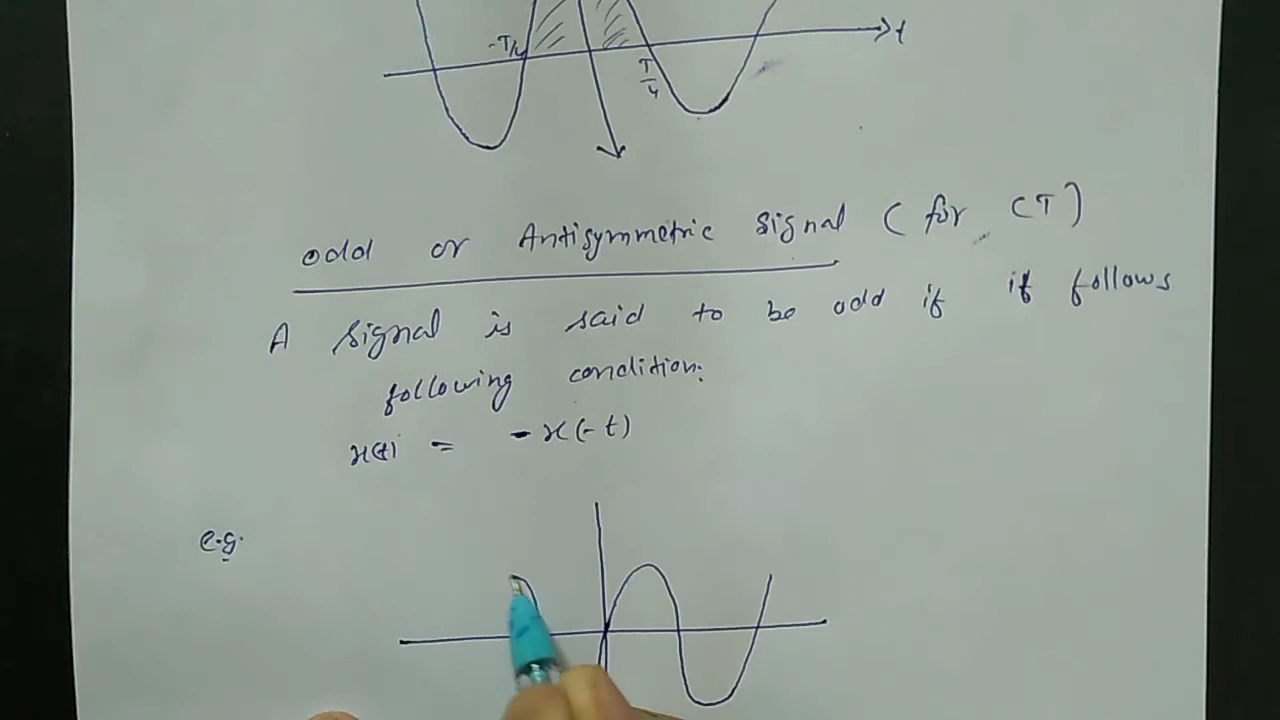 t
-T/4
T/4
odd or Antisymmetric Signal (for CT)
A signal is said to be odd if it follows
following condition:
x(t) = -x(-t)
e.g.